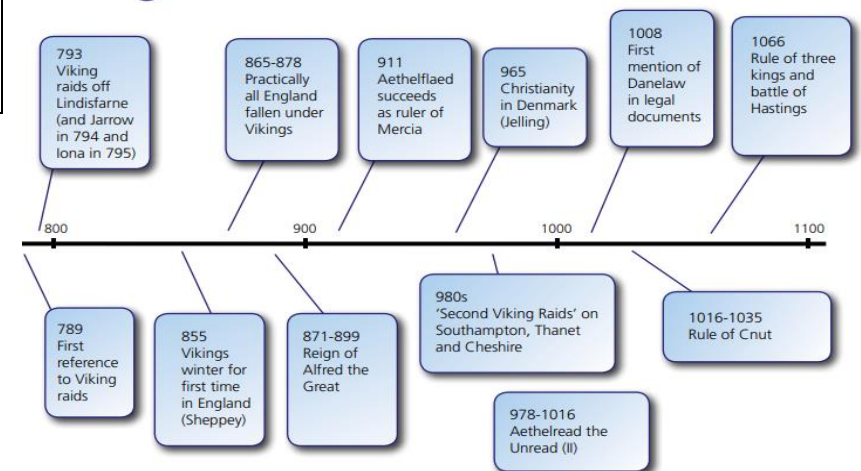 793
Viking
raids off
Lindisfarne
(and Jarrow
in 794 and
Iona in 795)
865-878
Practically
all England
fallen under
Vikings
911
Aethelflaed
succeeds
as ruler of
Mercia
965
Christianity
in Denmark
(Jelling)
1008
First
mention of
Danelaw
in legal
documents
1066
Rule of three
kings and
battle of
Hastings
800
900
1000
1100
789
First
reference
to Viking
raids
855
Vikings
winter for
first time
in England
(Sheppey)
871-899
Reign of
Alfred the
Great
980s
'Second Viking Raids' on
Southampton, Thanet
and Cheshire
978-1016
Aethelread the
Unread (II)
1016-1035
Rule of Cnut